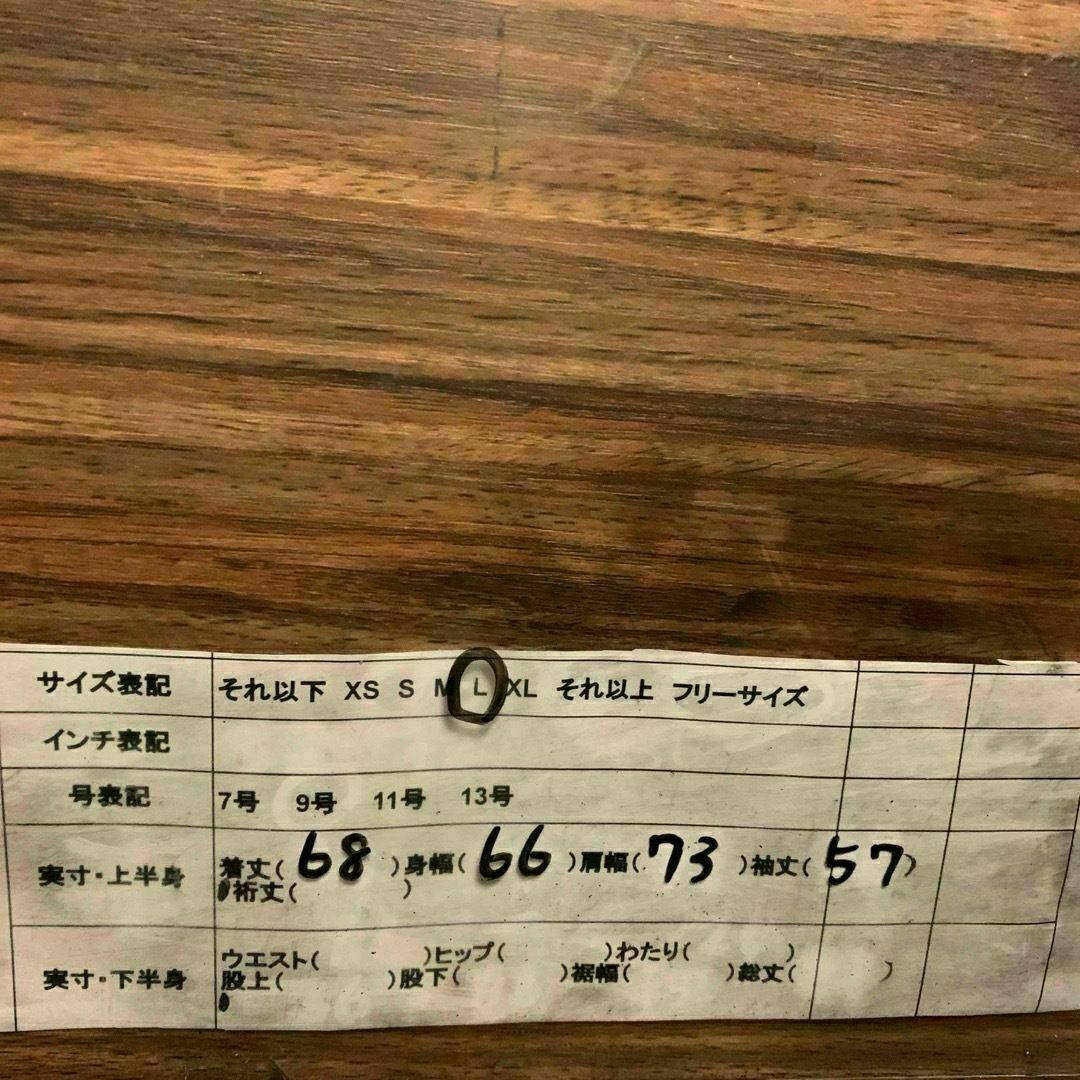 サイズ表記 それ以下 XS S M L XL それ以上 フリーサイズ
インチ表記
号表記 7号 9号 11号 13号
実寸・上半身 着丈( 68 )身幅( 66 )肩幅( 73 )袖丈( 57 )
裄丈( )
実寸・下半身 ウエスト( )ヒップ( )わたり( )
股上( )股下( )裾幅( )総丈( )